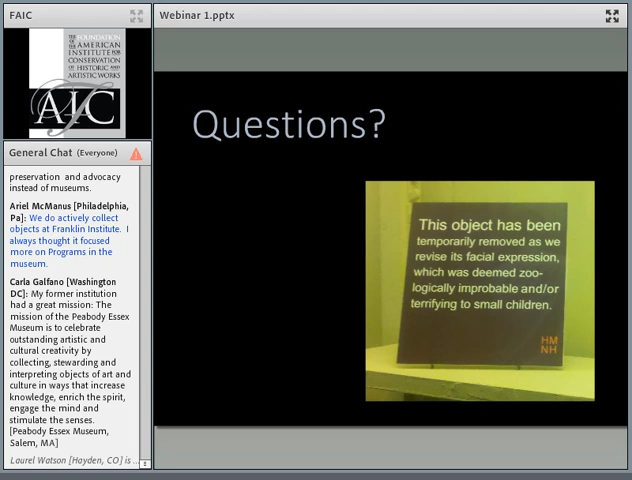 FAIC
Webinar 1.pptx
THE FOUNDATION
OF THE AMERICAN
INSTITUTE FOR
CONSERVATION
OF HISTORIC AND
ARTISTIC WORKS
AIC
General Chat (Everyone)
preservation and advocacy
instead of museums.
Ariel McManus [Philadelphia,
Pa]: We do actively collect
objects at Franklin Institute. I
always thought it focused
more on Programs in the
museum.
Carla Galfano [Washington
DC]: My former institution
had a great mission: The
mission of the Peabody Essex
Museum is to celebrate
outstanding artistic and
cultural creativity by
collecting, stewarding and
interpreting objects of art and
culture in ways that increase
knowledge, enrich the spirit,
engage the mind and
stimulate the senses.
[Peabody Essex Museum,
Salem, MA]
Laurel Watson [Hayden, CO] is ...
Questions?
This object has been
temporarily removed as we
revise its facial expression,
which was deemed zoo-
logically improbable and/or
terrifying to small children.
HM
NH